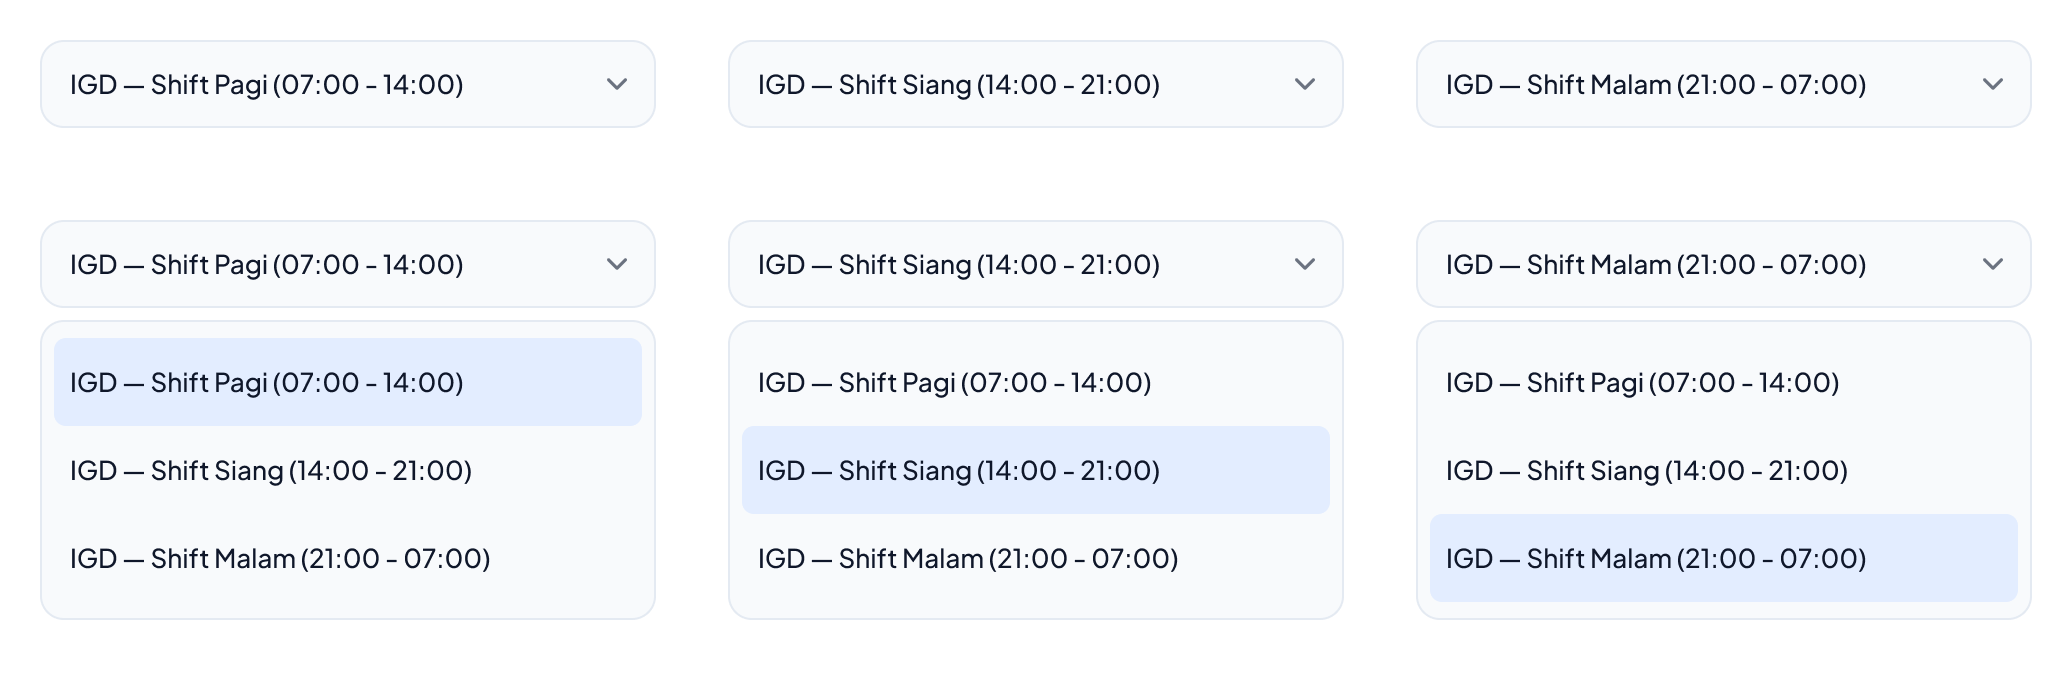 IGD — Shift Pagi (07:00 - 14:00)
IGD — Shift Siang (14:00 - 21:00)
IGD — Shift Malam (21:00 - 07:00)
IGD — Shift Pagi (07:00 - 14:00)
IGD — Shift Pagi (07:00 - 14:00)
IGD — Shift Siang (14:00 - 21:00)
IGD — Shift Malam (21:00 - 07:00)
IGD — Shift Siang (14:00 - 21:00)
IGD — Shift Pagi (07:00 - 14:00)
IGD — Shift Siang (14:00 - 21:00)
IGD — Shift Malam (21:00 - 07:00)
IGD — Shift Malam (21:00 - 07:00)
IGD — Shift Pagi (07:00 - 14:00)
IGD — Shift Siang (14:00 - 21:00)
IGD — Shift Malam (21:00 - 07:00)